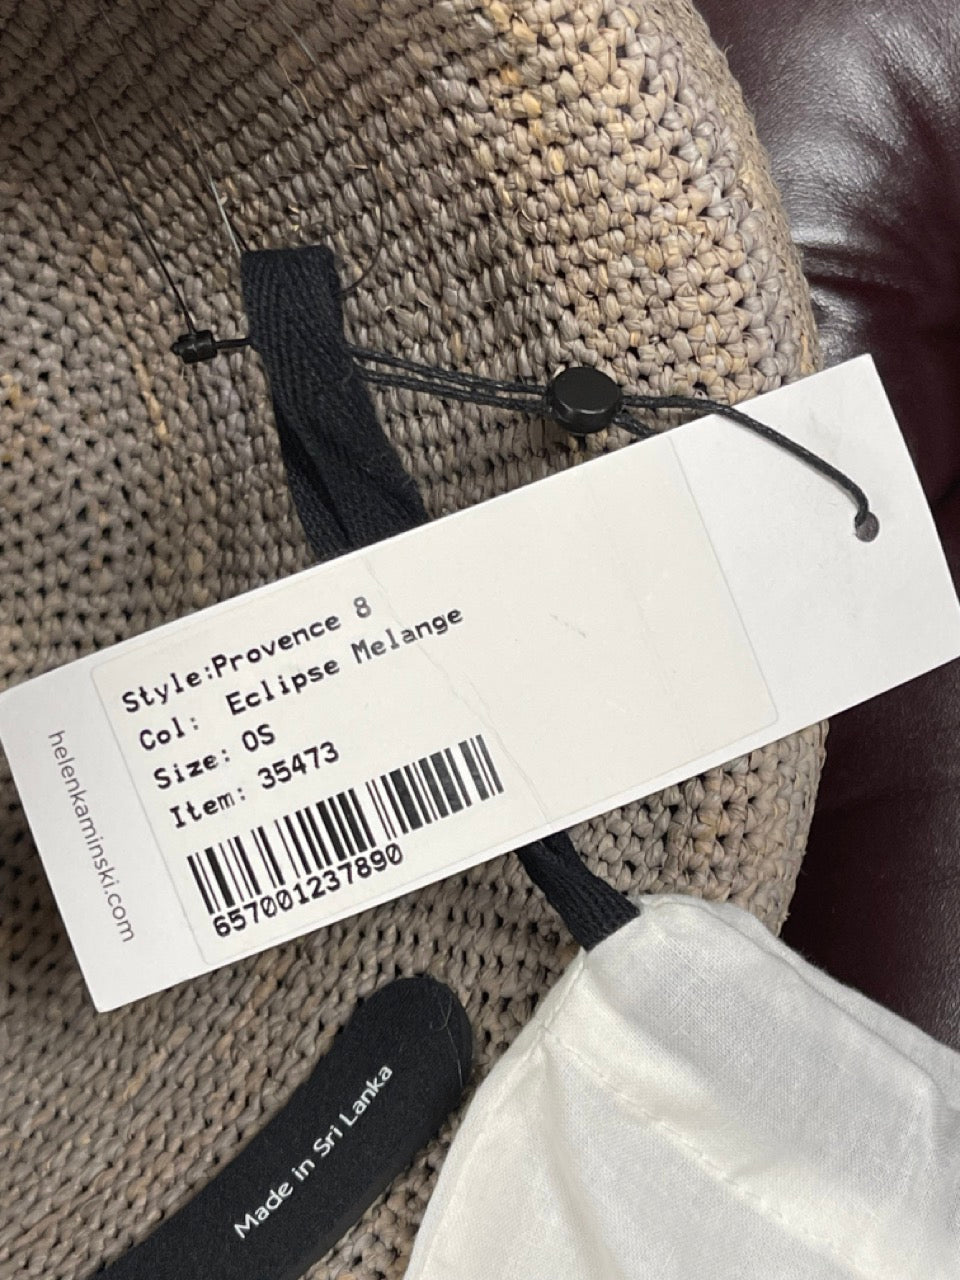 Style:Provence 8
Col: Eclipse Melange
Size: OS
Item: 35473
657001237890
helenkaminski.com
Made in Sri Lanka